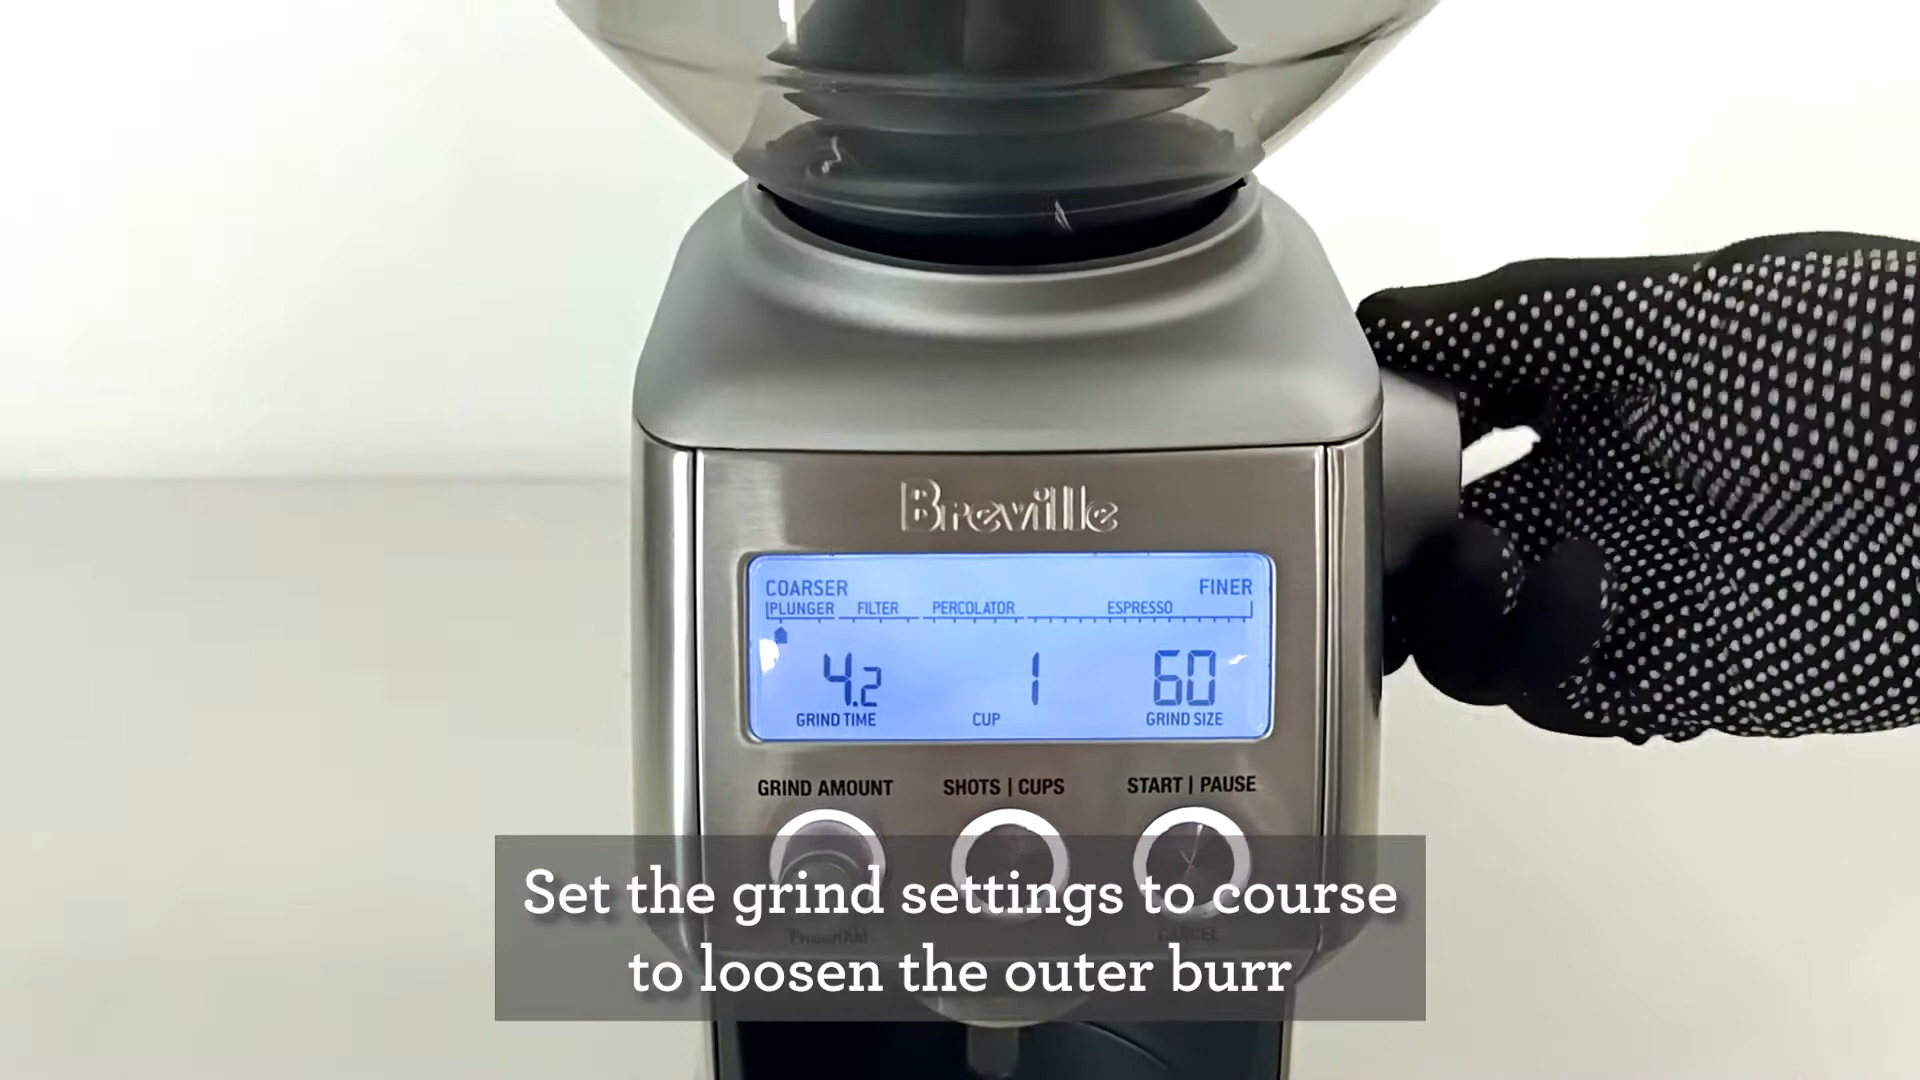 Breville
COARSER FINER
PLUNGER FILTER PERCOLATOR ESPRESSO
4.2 1 60
GRIND TIME CUP GRIND SIZE
GRIND AMOUNT SHOTS | CUPS START | PAUSE
CANCEL
Set the grind settings to course
to loosen the outer burr